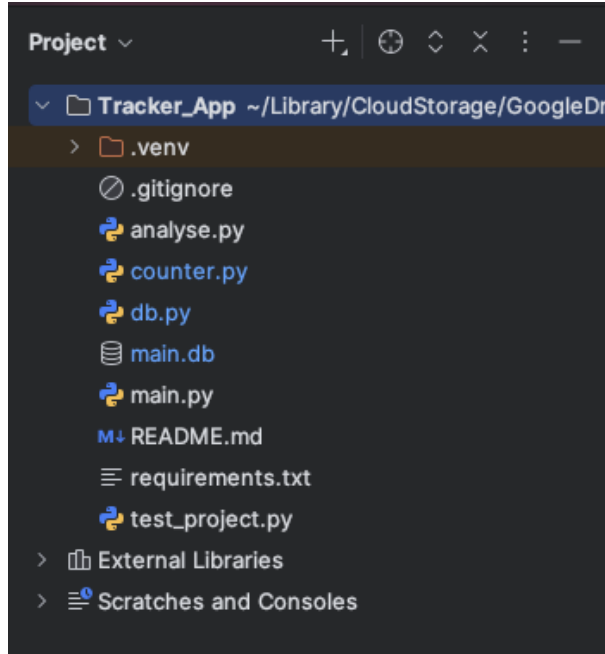 Project
Tracker_App ~/Library/CloudStorage/GoogleDr
.venv
.gitignore
analyse.py
counter.py
db.py
main.db
main.py
M↓ README.md
requirements.txt
test_project.py
External Libraries
Scratches and Consoles